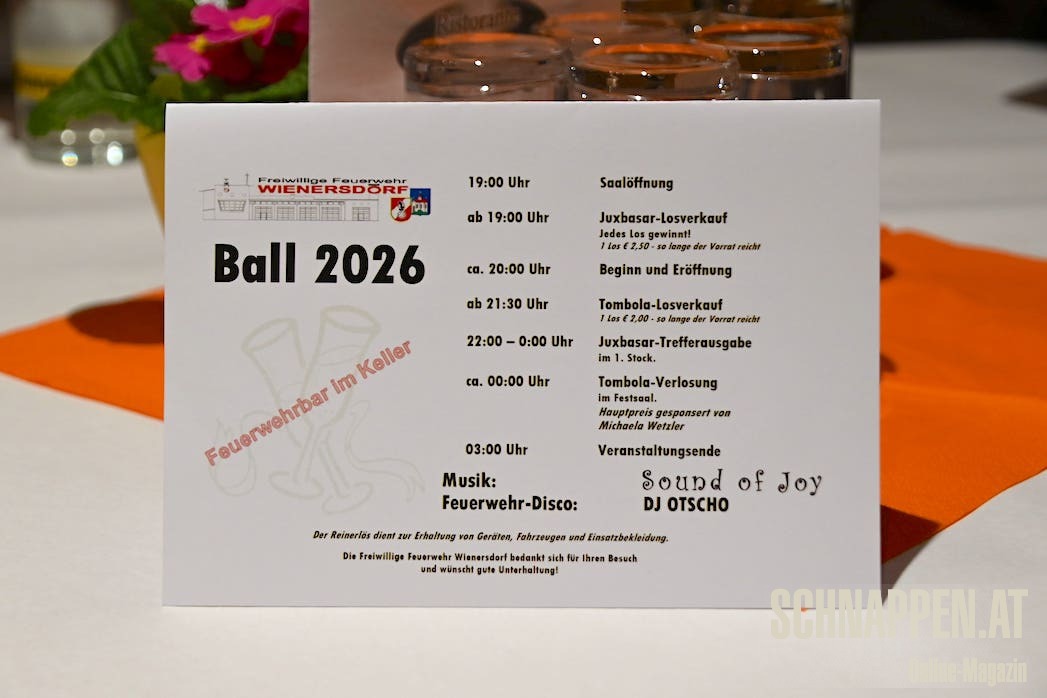 Ristorante
Freiwillige Feuerwehr
WIENERSDORF
Ball 2026
Feuerwehrbar im Keller
19:00 Uhr Saalöffnung
ab 19:00 Uhr Juxbasar-Losverkauf
Jedes Los gewinnt!
1 Los € 2,50 - so lange der Vorrat reicht
ca. 20:00 Uhr Beginn und Eröffnung
ab 21:30 Uhr Tombola-Losverkauf
1 Los € 2,00 - so lange der Vorrat reicht
22:00 – 0:00 Uhr Juxbasar-Trefferausgabe
im 1. Stock.
ca. 00:00 Uhr Tombola-Verlosung
im Festsaal.
Hauptpreis gesponsert von
Michaela Wetzler
03:00 Uhr Veranstaltungsende
Musik: Sound of Joy
Feuerwehr-Disco: DJ OTSCHO
Der Reinerlös dient zur Erhaltung von Geräten, Fahrzeugen und Einsatzbekleidung.
Die Freiwillige Feuerwehr Wienersdorf bedankt sich für Ihren Besuch
und wünscht gute Unterhaltung!
SCHNAPPEN.AT
Online-Magazin